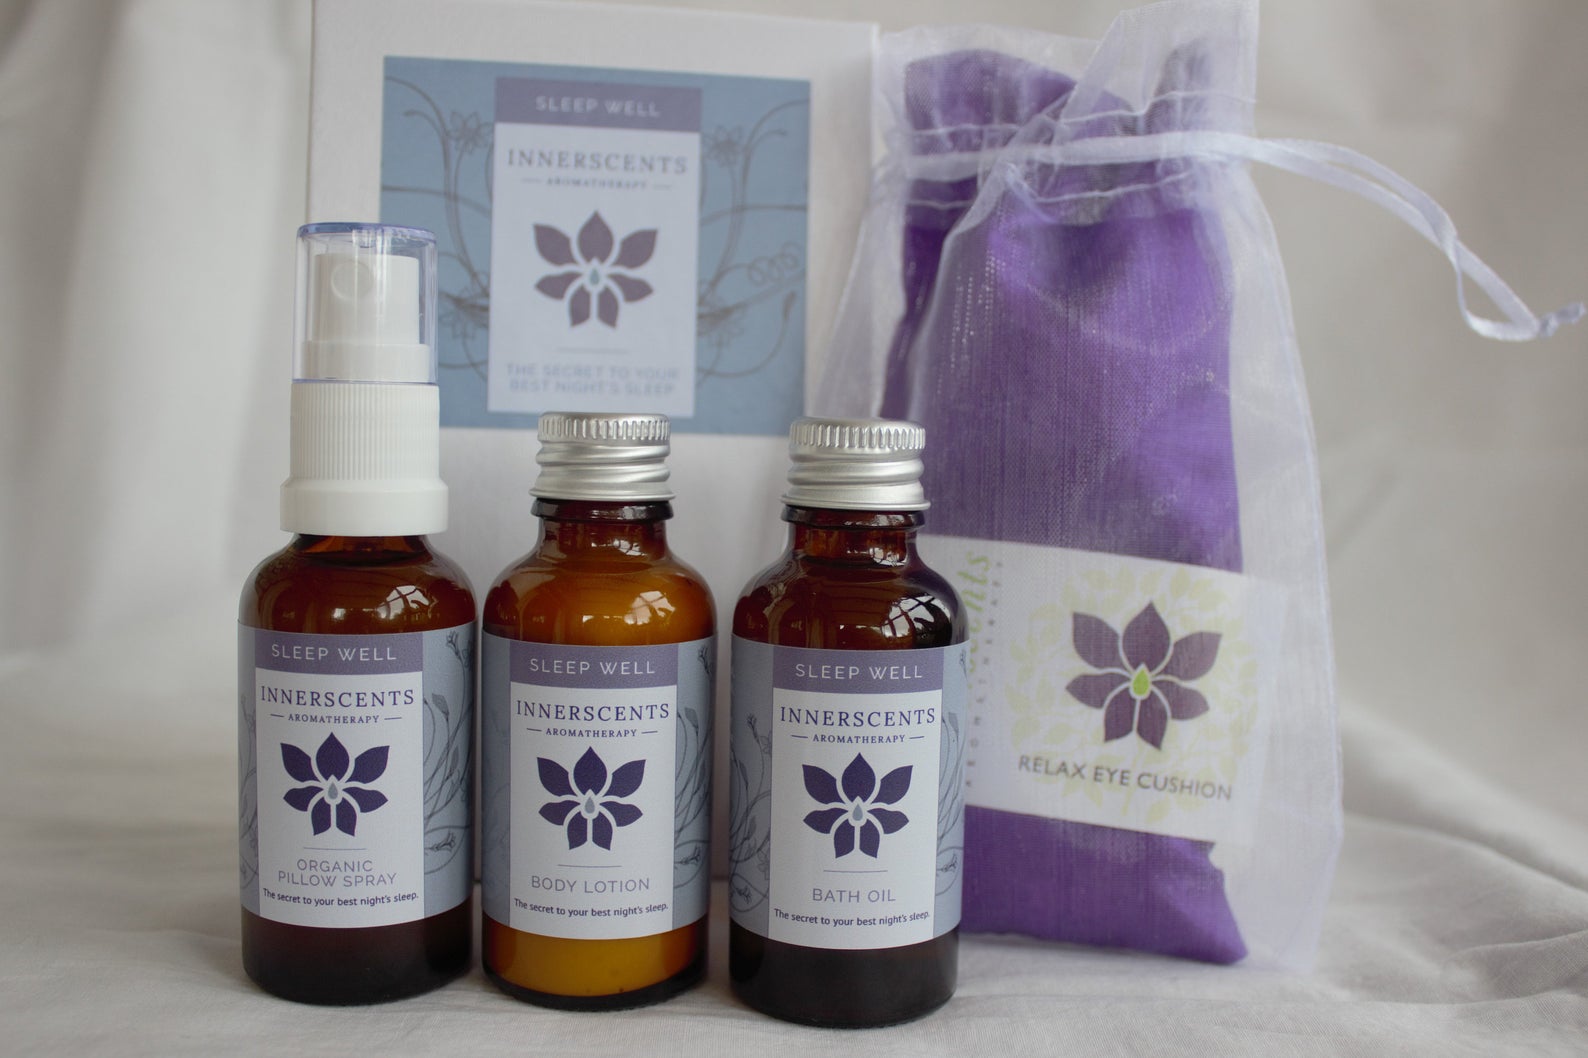 SLEEP WELL
INNERSCENTS
AROMATHERAPY
THE SECRET TO YOUR
BEST NIGHT'S SLEEP
SLEEP WELL
INNERSCENTS
AROMATHERAPY
ORGANIC
PILLOW SPRAY
The secret to your best night's sleep.
SLEEP WELL
INNERSCENTS
AROMATHERAPY
BODY LOTION
The secret to your best night's sleep.
SLEEP WELL
INNERSCENTS
AROMATHERAPY
BATH OIL
The secret to your best night's sleep.
RELAX EYE CUSHION